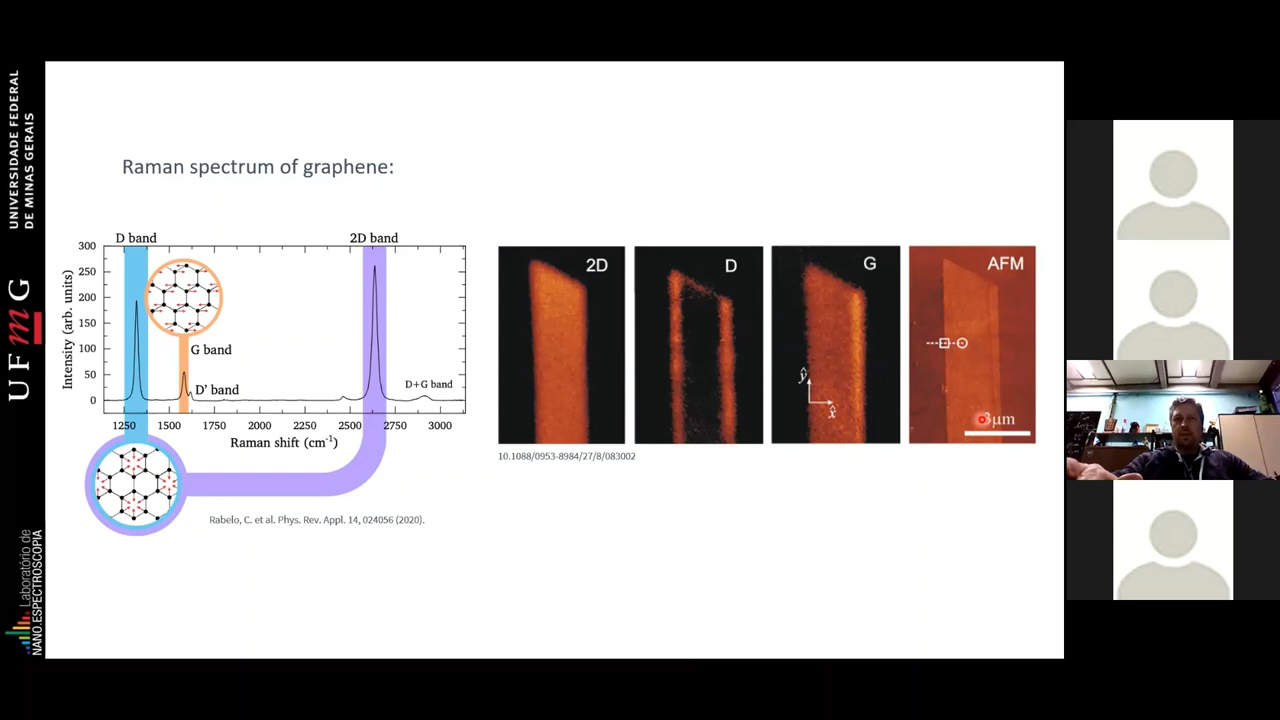 UNIVERSIDADE FEDERAL
DE MINAS GERAIS
UFmG
Laboratório de
NANO.ESPECTROSCOPIA
Raman spectrum of graphene:
D band
2D band
300
250
200
150
100
50
0
Intensity (arb. units)
G band
D' band
D+G band
1250 1500 1750 2000 2250 2500 2750 3000
Raman shift (cm⁻¹)
Rabelo, C. et al. Phys. Rev. Appl. 14, 024056 (2020).
2D
D
G
ŷ
x̂
AFM
3μm
10.1088/0953-8984/27/8/083002